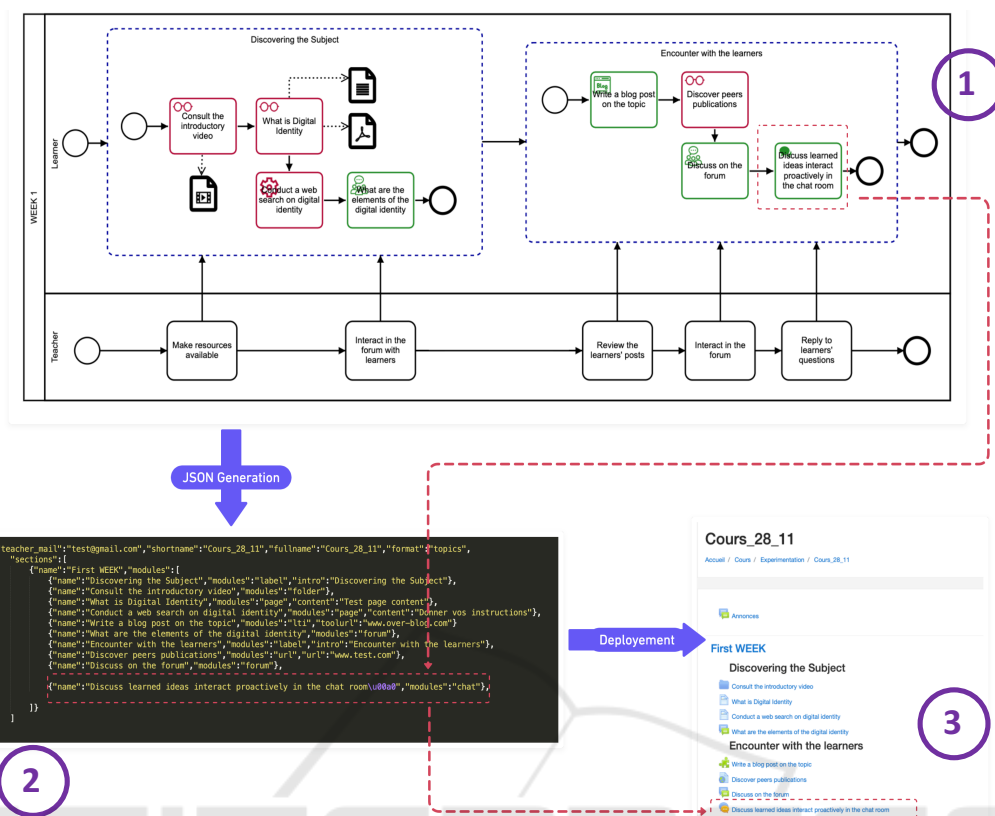 Discovering the Subject
Encounter with the learners
1
WEEK 1
Learner
Consult the
introductory
video
What is Digital
Identity
Conduct a web
search on digital
identity
What are the
elements of the
digital identity
Blog
Write a blog post
on the topic
Discover peers
publications
Discuss on the
forum
Discuss learned
ideas interact
proactively in
the chat room
Teacher
Make resources
available
Interact in the
forum with
learners
Review the
learners' posts
Interact in the
forum
Reply to
learners'
questions
JSON Generation
teacher_mail":"test@gmail.com","shortname":"Cours_28_11","fullname":"Cours_28_11","format":"topics",
"sections":[
{"name":"First WEEK","modules":[
{"name":"Discovering the Subject","modules":"label","intro":"Discovering the Subject"},
{"name":"Consult the introductory video","modules":"folder"},
{"name":"What is Digital Identity","modules":"page","content":"Test page content"},
{"name":"Conduct a web search on digital identity","modules":"page","content":"Donner vos instructions"},
{"name":"Write a blog post on the topic","modules":"lti","toolurl":"www.over-blog.com"}
{"name":"What are the elements of the digital identity","modules":"forum"},
{"name":"Encounter with the learners","modules":"label","intro":"Encounter with the learners"},
{"name":"Discover peers publications","modules":"url","url":"www.test.com"},
{"name":"Discuss on the forum","modules":"forum"},
{"name":"Discuss learned ideas interact proactively in the chat room\u00a0","modules":"chat"},
]}
]
2
Deployement
Cours_28_11
Accueil / Cours / Experimentation / Cours_28_11
Annonces
First WEEK
Discovering the Subject
Consult the introductory video
What is Digital Identity
Conduct a web search on digital identity
What are the elements of the digital identity
Encounter with the learners
Write a blog post on the topic
Discover peers publications
Discuss on the forum
Discuss learned ideas interact proactively in the chat room
3